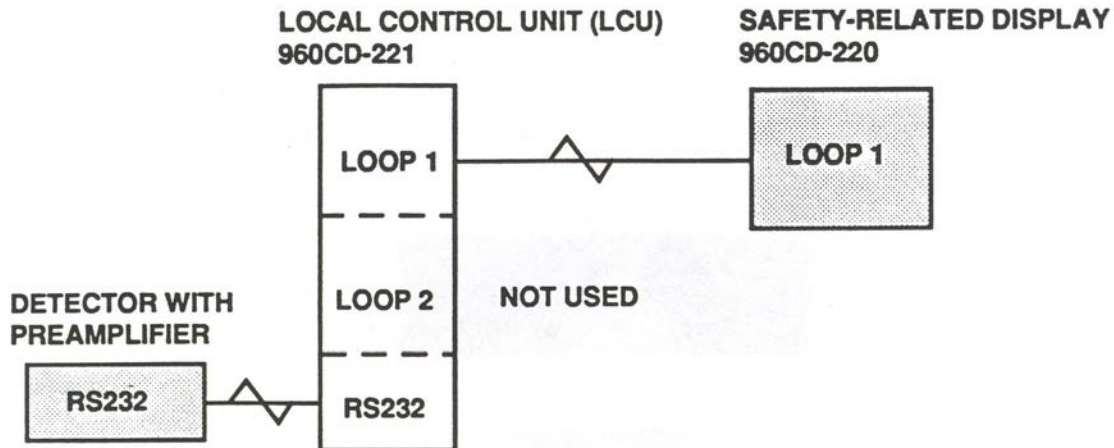 LOCAL CONTROL UNIT (LCU)
960CD-221
SAFETY-RELATED DISPLAY
960CD-220
LOOP 1
LOOP 1
LOOP 2
NOT USED
DETECTOR WITH
PREAMPLIFIER
RS232
RS232